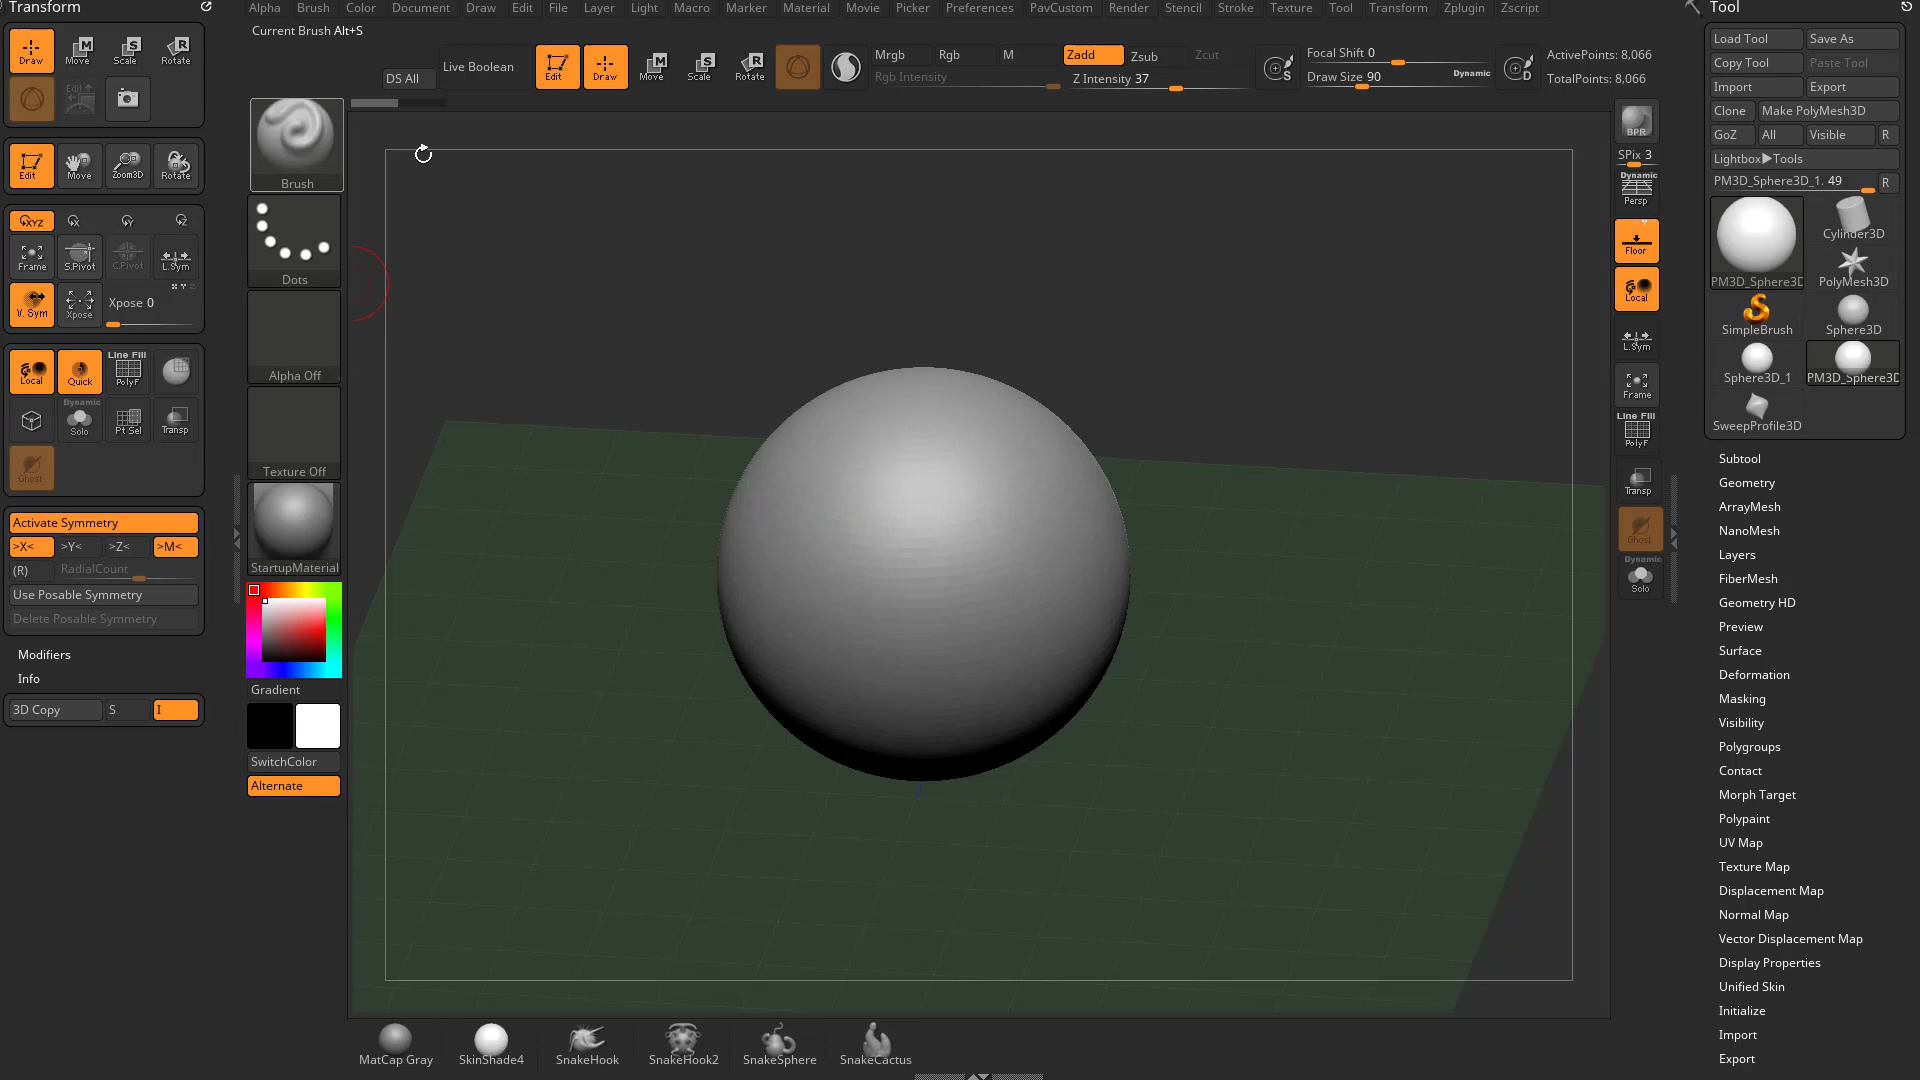 Transform
Alpha Brush Color Document Draw Edit File Layer Light Macro Marker Material Movie Picker Preferences PavCustom Render Stencil Stroke Texture Tool Transform Zplugin Zscript
Tool
Current Brush Alt+S
Draw Move Scale Rotate
Edit
DS All
Live Boolean
Edit Draw Move Scale Rotate
Mrgb Rgb M Zadd Zsub Zcut
Rgb Intensity Z Intensity 37
Focal Shift 0
Draw Size 90 Dynamic
ActivePoints: 8,066
TotalPoints: 8,066
Load Tool Save As
Copy Tool Paste Tool
Import Export
Clone Make PolyMesh3D
GoZ All Visible R
Lightbox▶Tools
PM3D_Sphere3D_1. 49 R
PM3D_Sphere3D
Cylinder3D
PolyMesh3D
SimpleBrush
Sphere3D
Sphere3D_1
PM3D_Sphere3D
SweepProfile3D
Subtool
Geometry
ArrayMesh
NanoMesh
Layers
FiberMesh
Geometry HD
Preview
Surface
Deformation
Masking
Visibility
Polygroups
Contact
Morph Target
Polypaint
UV Map
Texture Map
Displacement Map
Normal Map
Vector Displacement Map
Display Properties
Unified Skin
Initialize
Import
Export
Edit Move Zoom3D Rotate
XYZ X Y Z
Frame S.Pivot C.Pivot L.Sym
V. Sym Xpose Xpose 0
Local Quick Line Fill PolyF
Dynamic Solo Pt Sel Transp
Ghost
Activate Symmetry
>X< >Y< >Z< >M<
(R) RadialCount
Use Posable Symmetry
Delete Posable Symmetry
Modifiers
Info
3D Copy S I
Brush
Dots
Alpha Off
Texture Off
StartupMaterial
Gradient
SwitchColor
Alternate
BPR
SPix 3
Dynamic
Persp
Floor
Local
L.Sym
Frame
Line Fill
PolyF
Transp
Ghost
Dynamic
Solo
MatCap Gray SkinShade4 SnakeHook SnakeHook2 SnakeSphere SnakeCactus